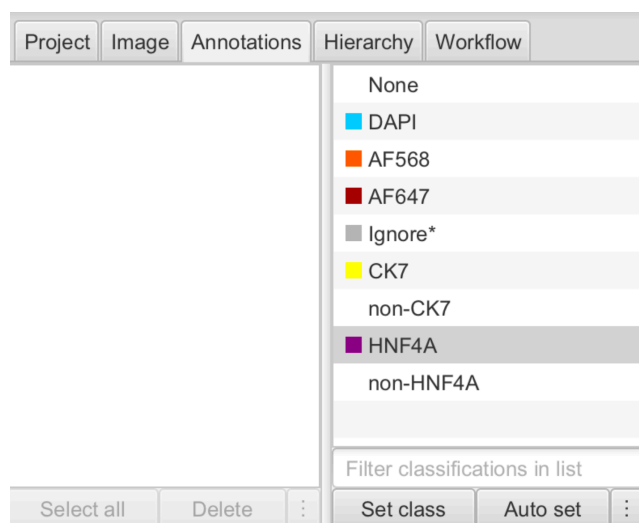 Project Image Annotations Hierarchy Workflow
None
DAPI
AF568
AF647
Ignore*
CK7
non-CK7
HNF4A
non-HNF4A
Filter classifications in list
Select all Delete ⋮ Set class Auto set ⋮